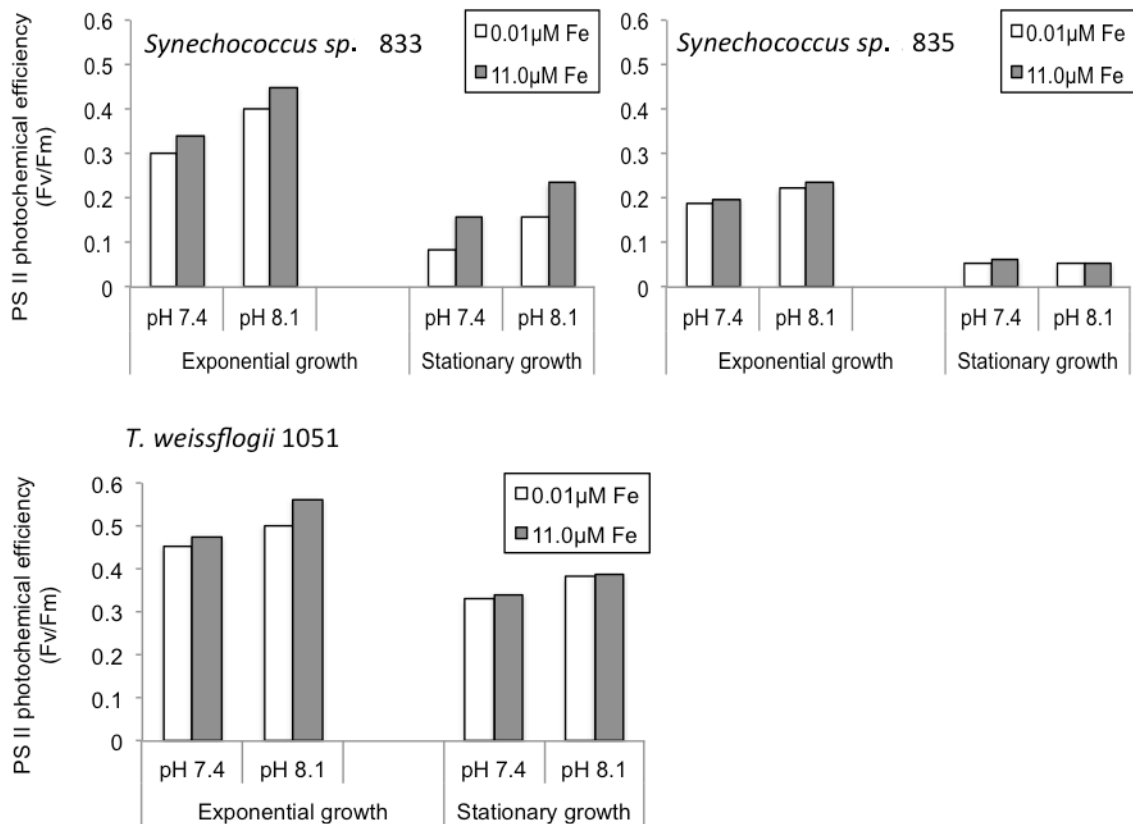 PS II photochemical efficiency
(Fv/Fm)
Synechococcus sp. 833
0.01µM Fe
11.0µM Fe
0.6
0.5
0.4
0.3
0.2
0.1
0
pH 7.4 pH 8.1 pH 7.4 pH 8.1
Exponential growth Stationary growth
Synechococcus sp. 835
0.01µM Fe
11.0µM Fe
0.6
0.5
0.4
0.3
0.2
0.1
0
pH 7.4 pH 8.1 pH 7.4 pH 8.1
Exponential growth Stationary growth
T. weissflogii 1051
PS II photochemical efficiency
(Fv/Fm)
0.01µM Fe
11.0µM Fe
0.6
0.5
0.4
0.3
0.2
0.1
0
pH 7.4 pH 8.1 pH 7.4 pH 8.1
Exponential growth Stationary growth